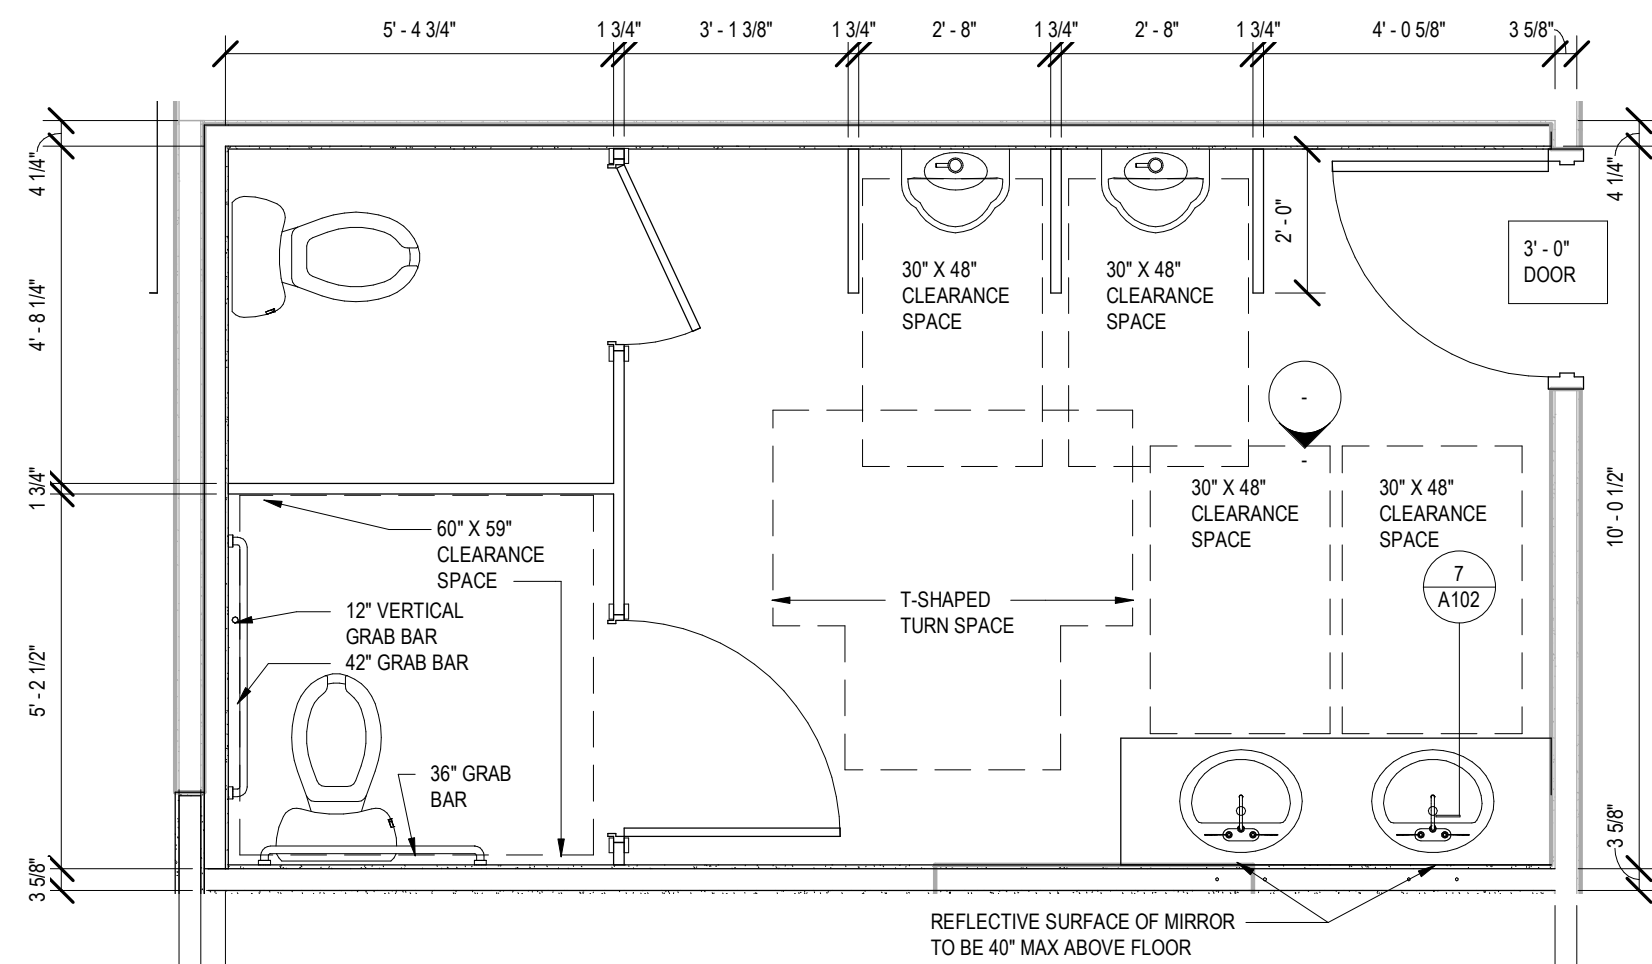 5' - 4 3/4"
1 3/4"
3' - 1 3/8"
1 3/4"
2' - 8"
1 3/4"
2' - 8"
1 3/4"
4' - 0 5/8"
3 5/8"
4 1/4"
4' - 8 1/4"
1 3/4"
5' - 2 1/2"
3 5/8"
30" X 48"
CLEARANCE
SPACE
30" X 48"
CLEARANCE
SPACE
2' - 0"
3' - 0"
DOOR
4 1/4"
10' - 0 1/2"
3 5/8"
-
-
30" X 48"
CLEARANCE
SPACE
30" X 48"
CLEARANCE
SPACE
7
A102
60" X 59"
CLEARANCE
SPACE
12" VERTICAL
GRAB BAR
42" GRAB BAR
36" GRAB
BAR
T-SHAPED
TURN SPACE
REFLECTIVE SURFACE OF MIRROR
TO BE 40" MAX ABOVE FLOOR